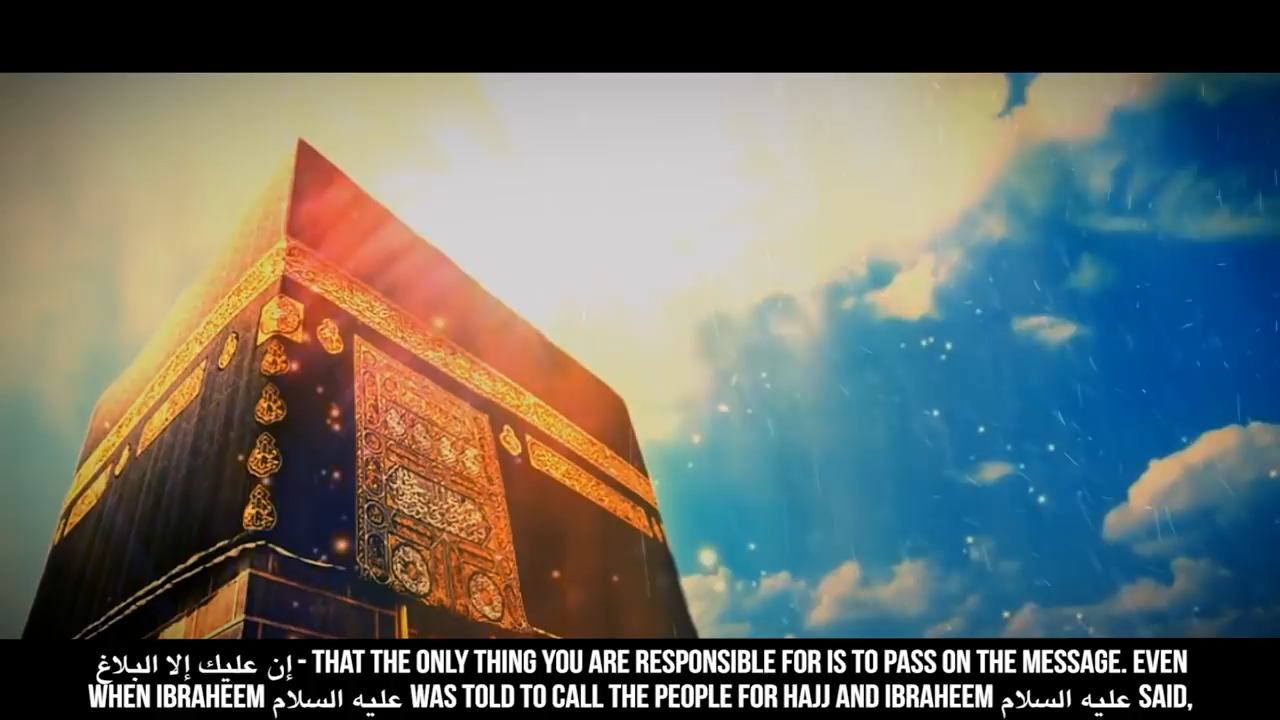 إن عليك إلا البلاغ - THAT THE ONLY THING YOU ARE RESPONSIBLE FOR IS TO PASS ON THE MESSAGE. EVEN
WHEN IBRAHEEM عليه السلام WAS TOLD TO CALL THE PEOPLE FOR HAJJ AND IBRAHEEM عليه السلام SAID,